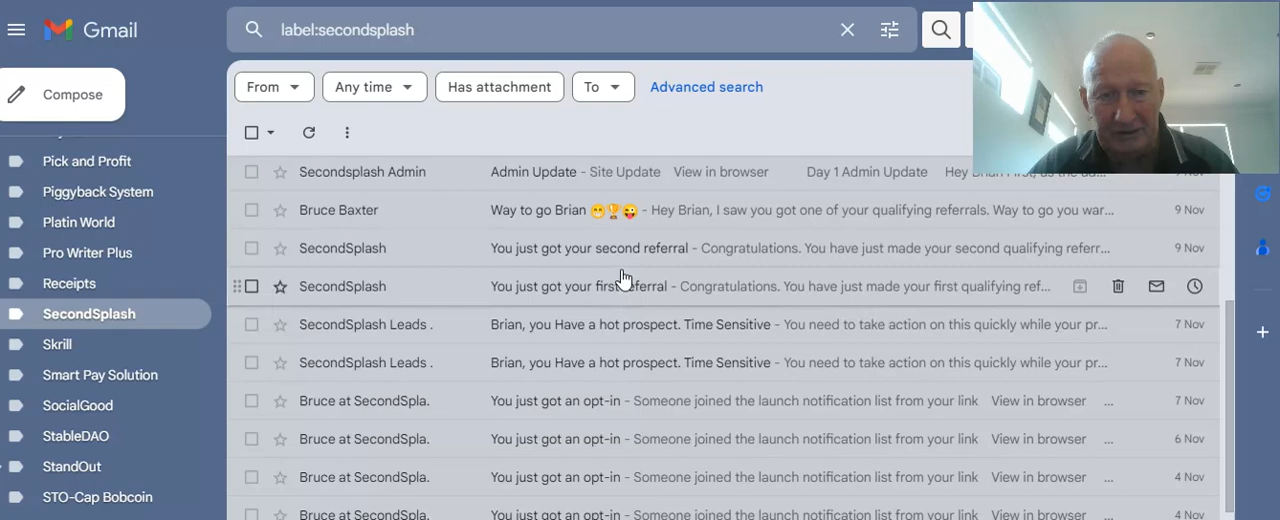 Gmail
label:secondsplash
Compose
From
Any time
Has attachment
To
Advanced search
Pick and Profit
Piggyback System
Platin World
Pro Writer Plus
Receipts
SecondSplash
Skrill
Smart Pay Solution
SocialGood
StableDAO
StandOut
STO-Cap Bobcoin
Secondsplash Admin Admin Update - Site Update View in browser Day 1 Admin Update Hey
Bruce Baxter Way to go Brian 😁🏆😜 - Hey Brian, I saw you got one of your qualifying referrals. Way to go you war... 9 Nov
SecondSplash You just got your second referral - Congratulations. You have just made your second qualifying referr... 9 Nov
SecondSplash You just got your first referral - Congratulations. You have just made your first qualifying ref...
SecondSplash Leads . Brian, you Have a hot prospect. Time Sensitive - You need to take action on this quickly while your pr... 7 Nov
SecondSplash Leads . Brian, you Have a hot prospect. Time Sensitive - You need to take action on this quickly while your pr... 7 Nov
Bruce at SecondSpla. You just got an opt-in - Someone joined the launch notification list from your link View in browser ... 7 Nov
Bruce at SecondSpla. You just got an opt-in - Someone joined the launch notification list from your link View in browser ... 6 Nov
Bruce at SecondSpla. You just got an opt-in - Someone joined the launch notification list from your link View in browser ... 4 Nov
Bruce at SecondSpla. You just got an opt-in - Someone joined the launch notification list from your link View in browser ... 4 Nov